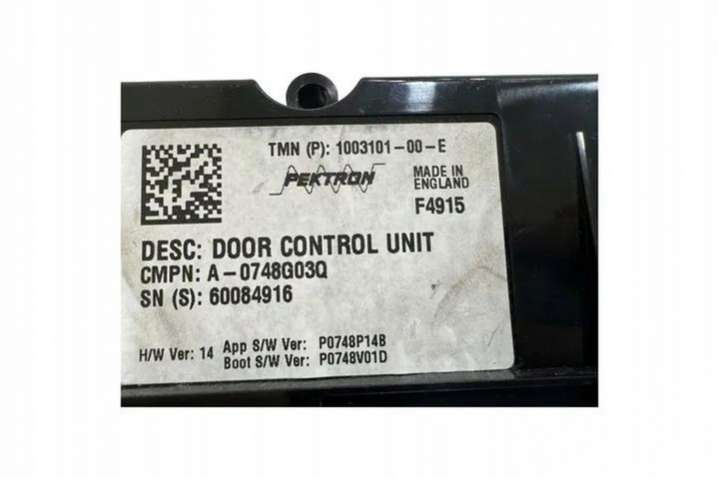 TMN (P): 1003101-00-E
PEKTRON
MADE IN
ENGLAND
F4915
DESC: DOOR CONTROL UNIT
CMPN: A-0748G03Q
SN (S): 60084916
H/W Ver: 14 App S/W Ver: P0748P14B
Boot S/W Ver: P0748V01D